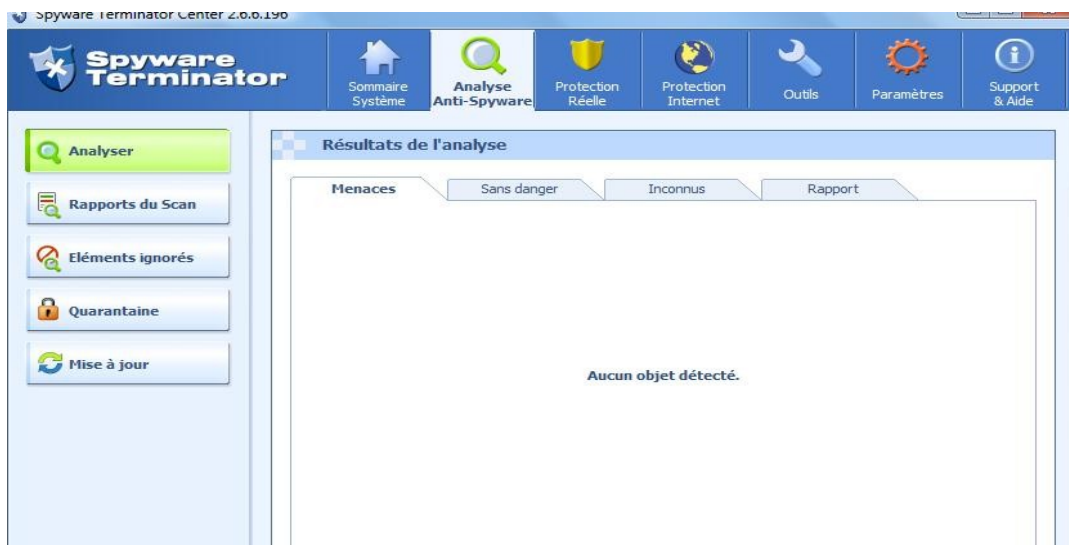 Spyware Terminator Center 2.6.6.196
Spyware
Terminator
Sommaire
Système
Analyse
Anti-Spyware
Protection
Réelle
Protection
Internet
Outils
Paramètres
Support
& Aide
Analyser
Rapports du Scan
Eléments ignorés
Quarantaine
Mise à jour
Résultats de l'analyse
Menaces
Sans danger
Inconnus
Rapport
Aucun objet détecté.